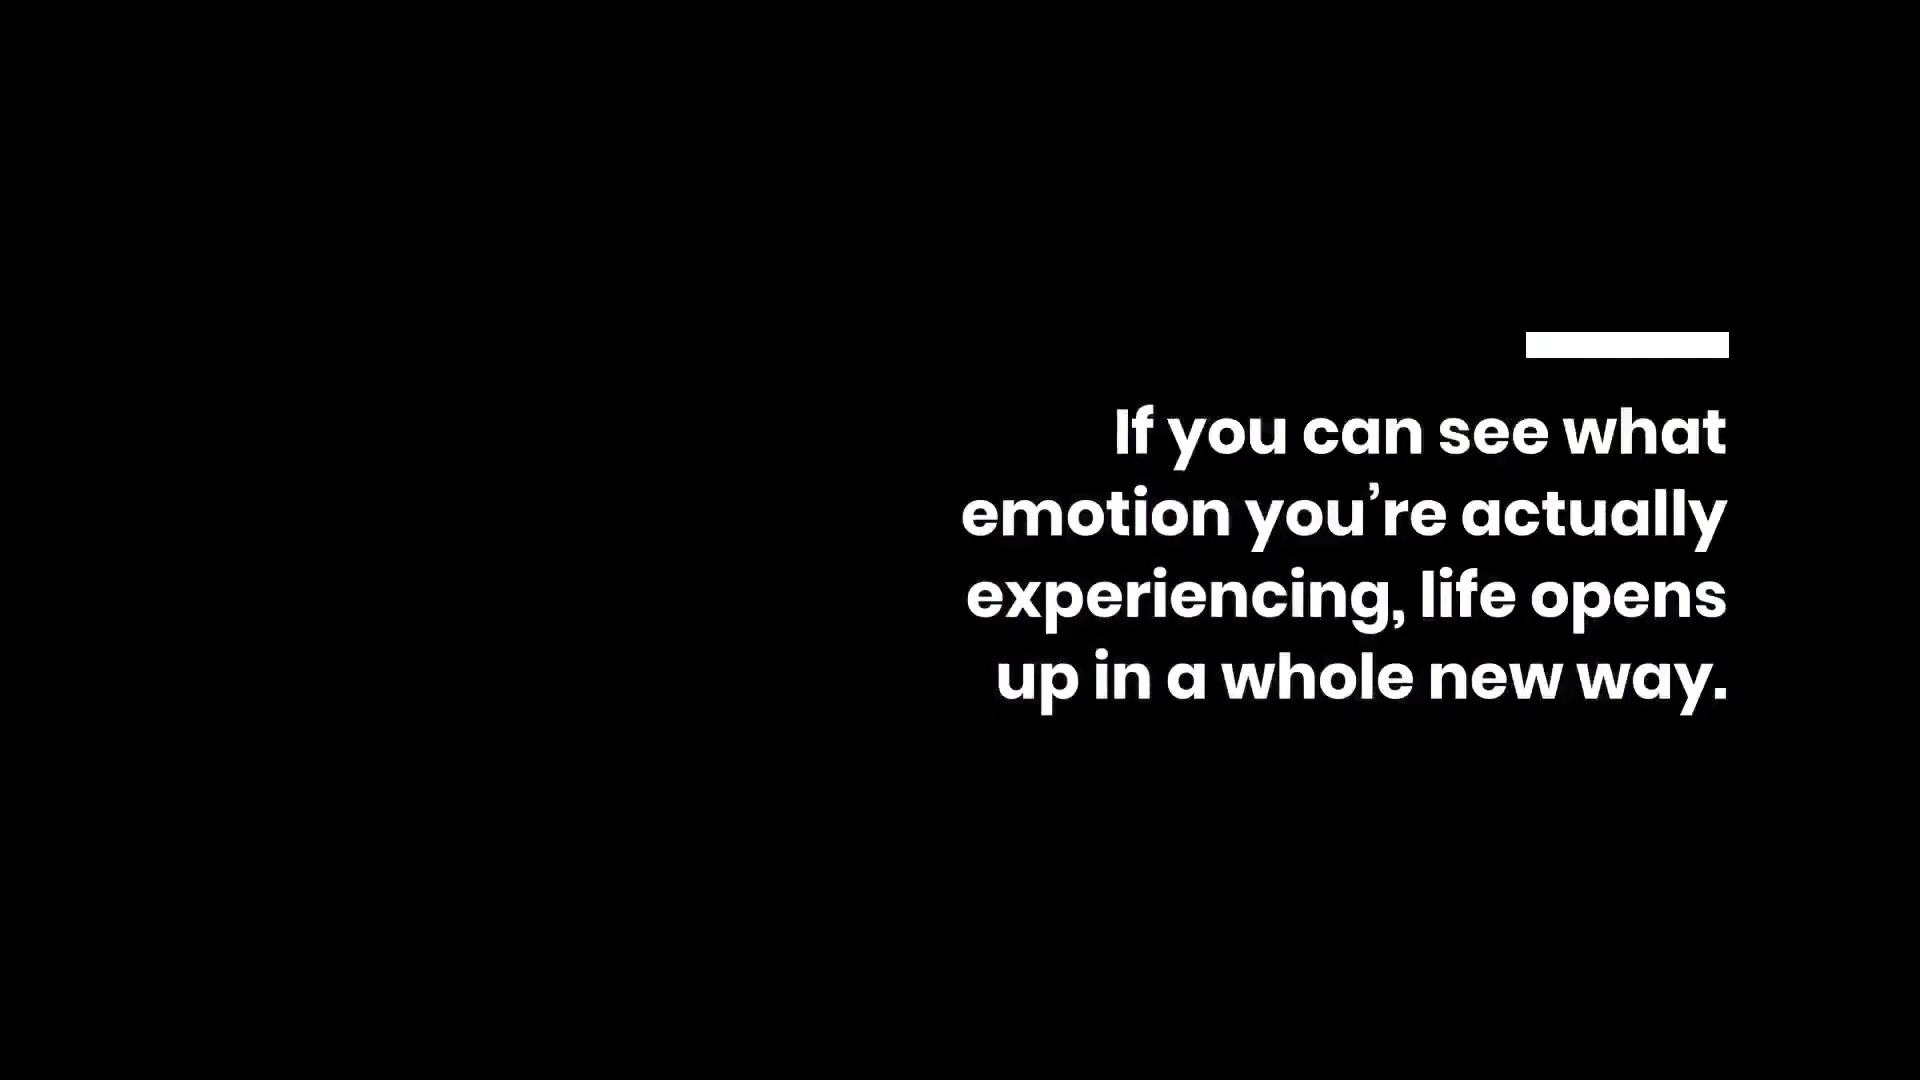 If you can see what
emotion you’re actually
experiencing, life opens
up in a whole new way.